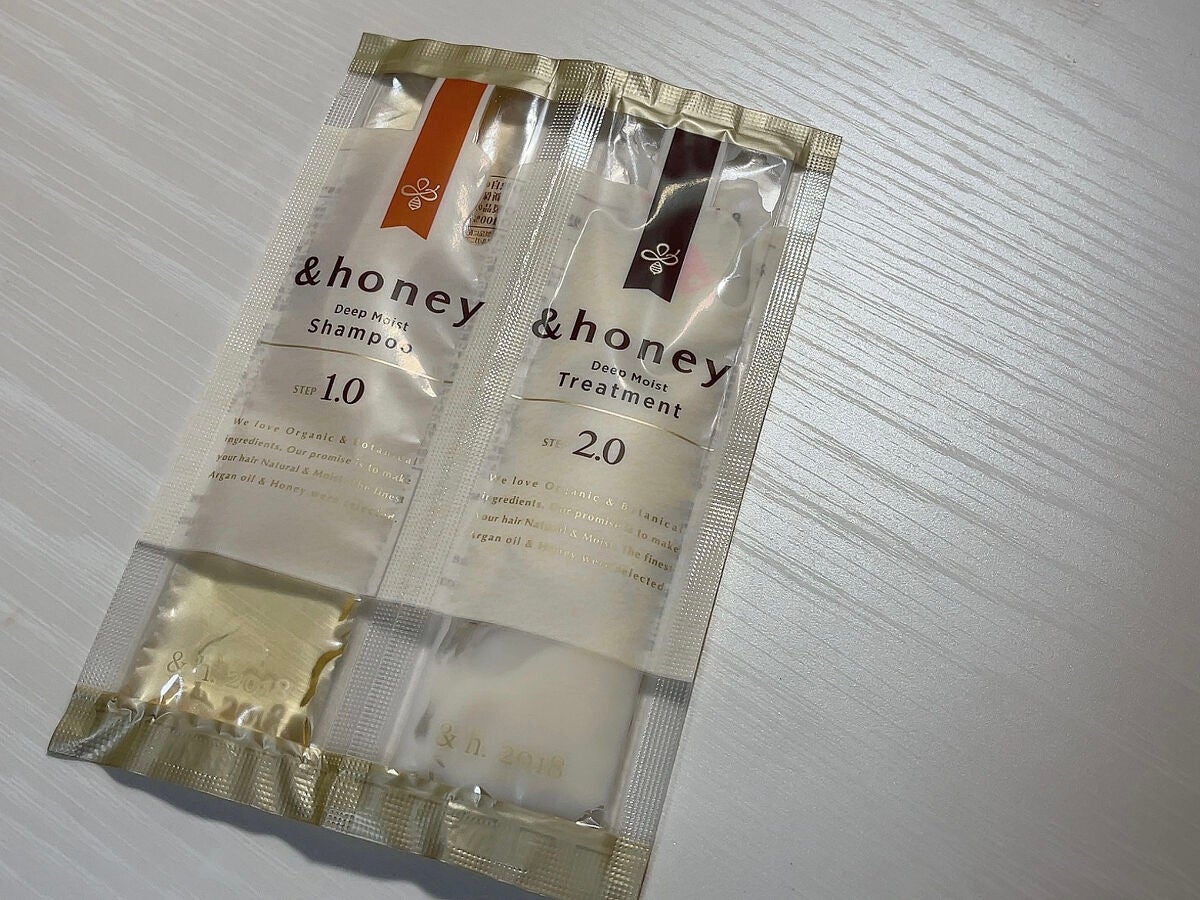 &honey
Deep Moist
Shampoo
STEP 1.0
We love Organic & Botanical
ingredients. Our promise is to make
your hair Natural & Moist. The finest
Argan oil & Honey were selected.
& h. 2018
&honey
Deep Moist
Treatment
STEP 2.0
We love Organic & Botanical
ingredients. Our promise is to make
your hair Natural & Moist. The finest
Argan oil & Honey were selected.
& h. 2018